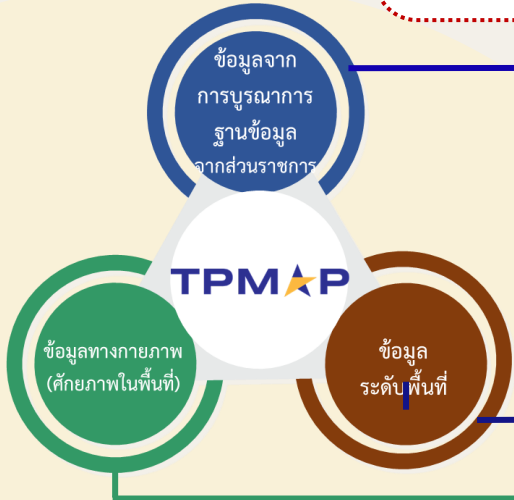 ข้อมูลจาก
การบูรณาการ
ฐานข้อมูล
จากส่วนราชการ
TPMAP
ข้อมูลทางกายภาพ
(ศักยภาพในพื้นที่)
ข้อมูล
ระดับพื้นที่